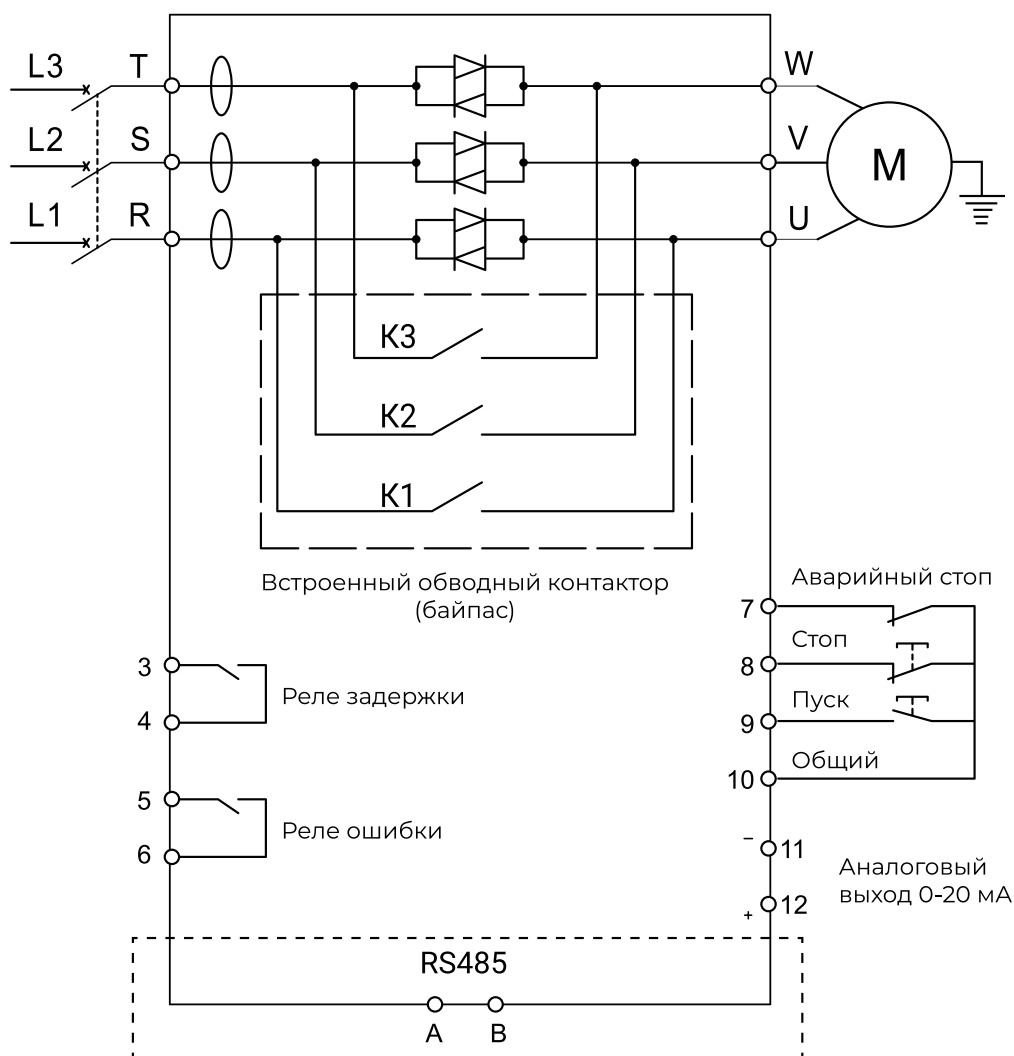 L3 T W
L2 S V
M
L1 R U
K3
K2
K1
Встроенный обводный контактор
(байпас)
Аварийный стоп
7
Стоп
8
Пуск
9
Общий
10
3
Реле задержки
4
5
Реле ошибки
6
− 11
Аналоговый
выход 0-20 мА
+ 12
RS485
A B